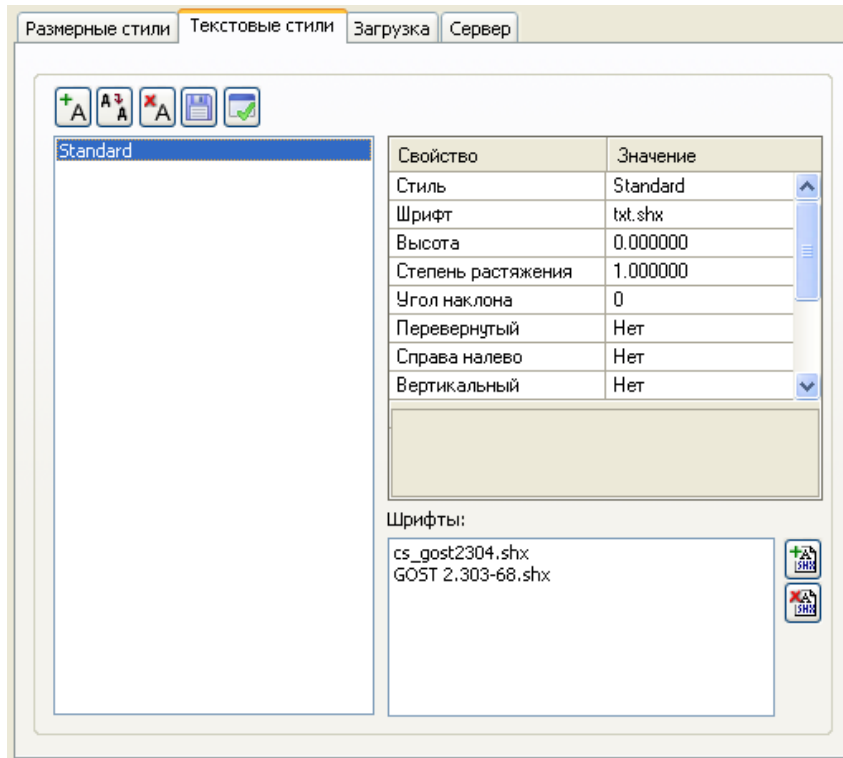 Размерные стили Текстовые стили Загрузка Сервер
Standard
Свойство Значение
Стиль Standard
Шрифт txt.shx
Высота 0.000000
Степень растяжения 1.000000
Угол наклона 0
Перевернутый Нет
Справа налево Нет
Вертикальный Нет
Шрифты:
cs_gost2304.shx
GOST 2.303-68.shx